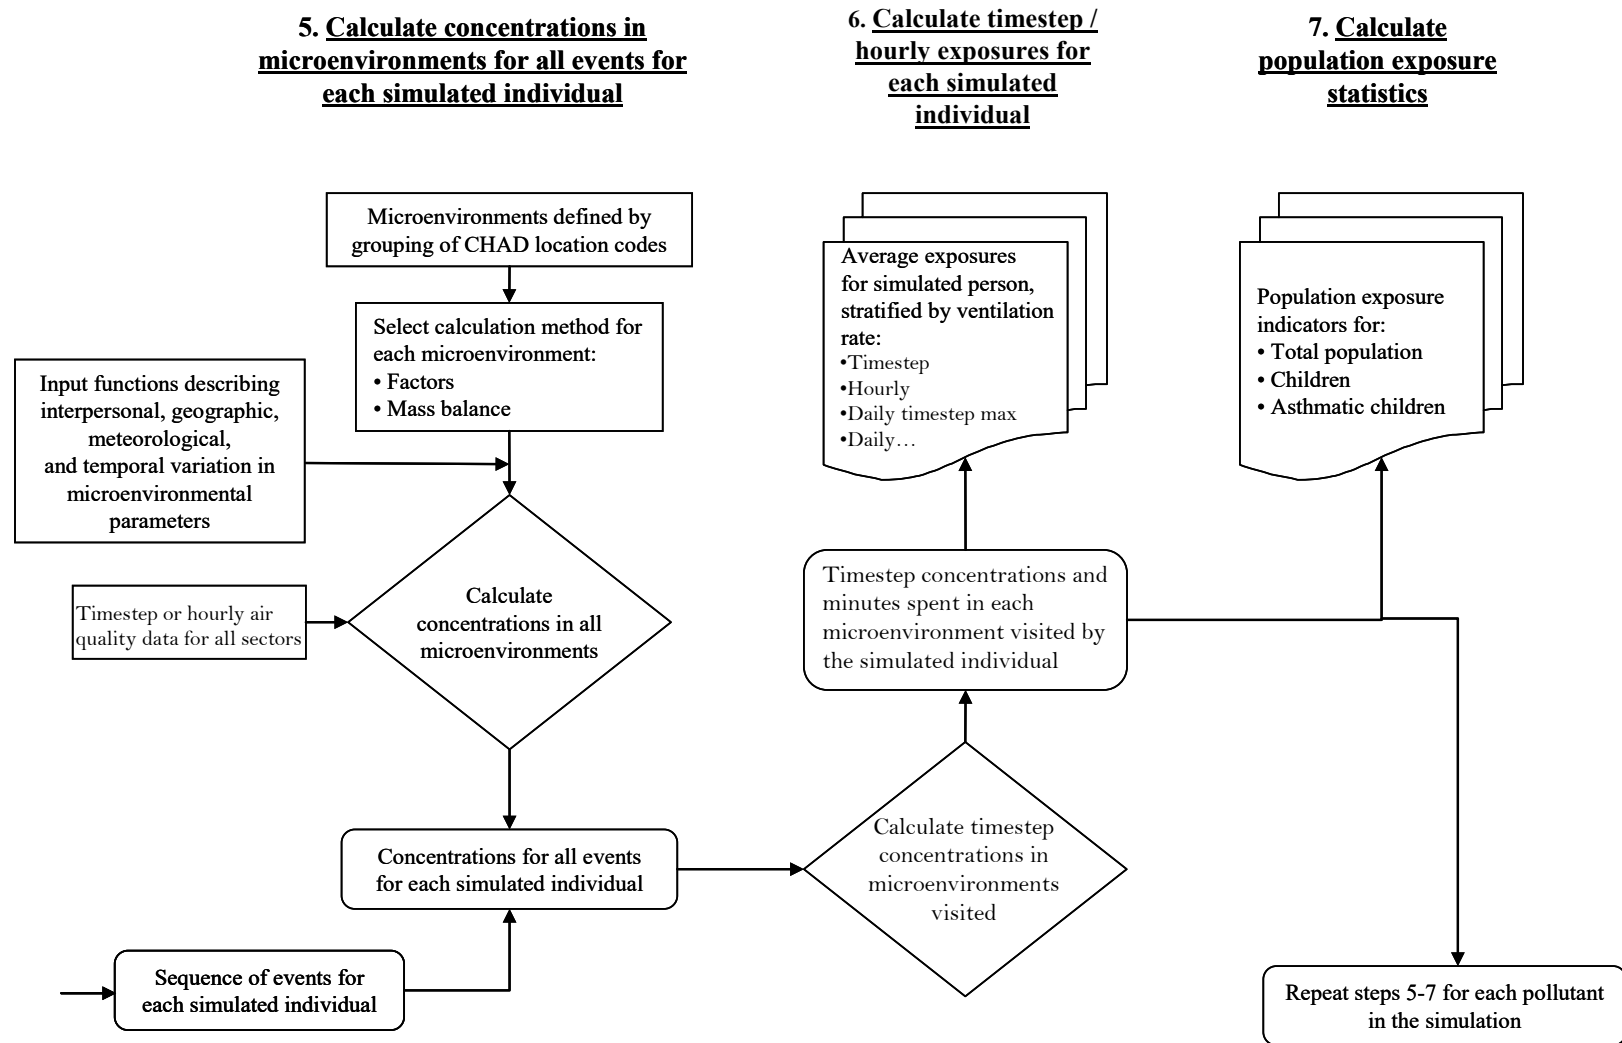 5. Calculate concentrations in
microenvironments for all events for
each simulated individual
6. Calculate timestep /
hourly exposures for
each simulated
individual
7. Calculate
population exposure
statistics
Microenvironments defined by
grouping of CHAD location codes
Select calculation method for
each microenvironment:
• Factors
• Mass balance
Input functions describing
interpersonal, geographic,
meteorological,
and temporal variation in
microenvironmental
parameters
Timestep or hourly air
quality data for all sectors
Calculate
concentrations in all
microenvironments
Concentrations for all events
for each simulated individual
Sequence of events for
each simulated individual
Average exposures
for simulated person,
stratified by ventilation
rate:
•Timestep
•Hourly
•Daily timestep max
•Daily…
Timestep concentrations and
minutes spent in each
microenvironment visited by
the simulated individual
Calculate timestep
concentrations in
microenvironments
visited
Population exposure
indicators for:
• Total population
• Children
• Asthmatic children
Repeat steps 5-7 for each pollutant
in the simulation